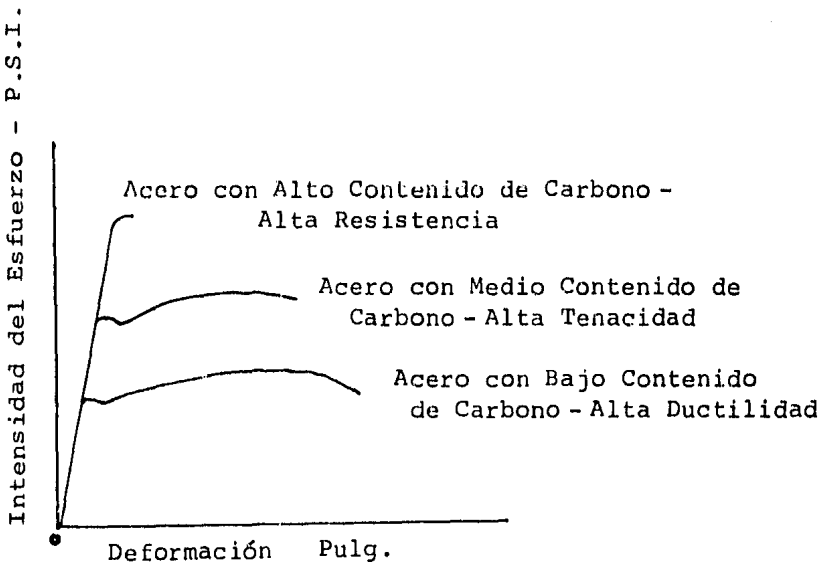 Intensidad del Esfuerzo - P.S.I.
Acero con Alto Contenido de Carbono -
Alta Resistencia
Acero con Medio Contenido de
Carbono - Alta Tenacidad
Acero con Bajo Contenido
de Carbono - Alta Ductilidad
0
Deformación Pulg.